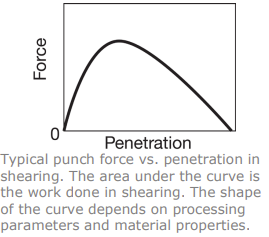 Force
0
Penetration
Typical punch force vs. penetration in
shearing. The area under the curve is
the work done in shearing. The shape
of the curve depends on processing
parameters and material properties.